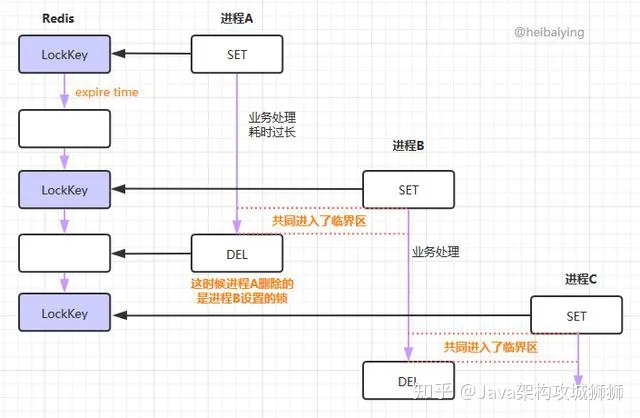 Redis
进程A
@heibaiying
LockKey
SET
expire time
业务处理
耗时过长
进程B
LockKey
SET
共同进入了临界区
DEL
业务处理
这时候进程A删除的
是进程B设置的锁
进程C
LockKey
SET
共同进入了临界区
DEL
知乎 @Java架构攻城狮狮